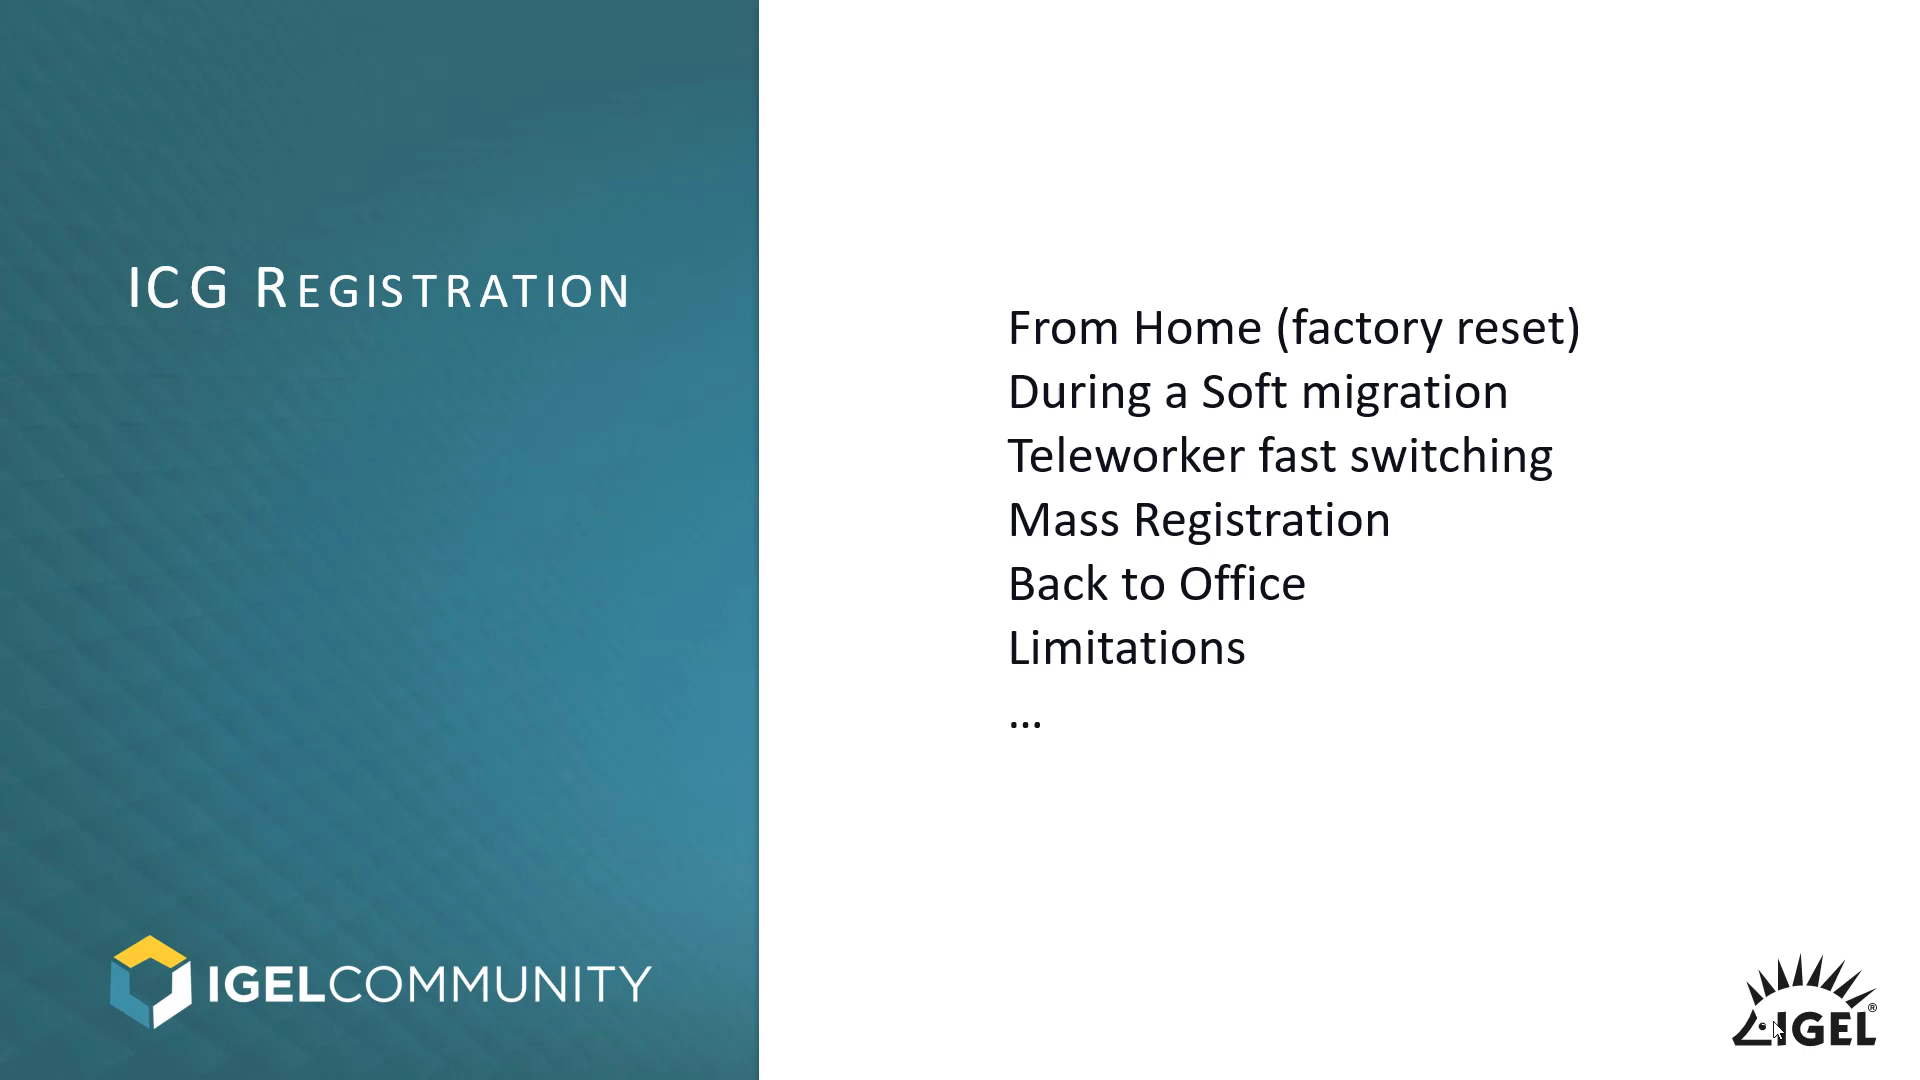 ICG REGISTRATION
From Home (factory reset)
During a Soft migration
Teleworker fast switching
Mass Registration
Back to Office
Limitations
...
IGELCOMMUNITY
IGEL®